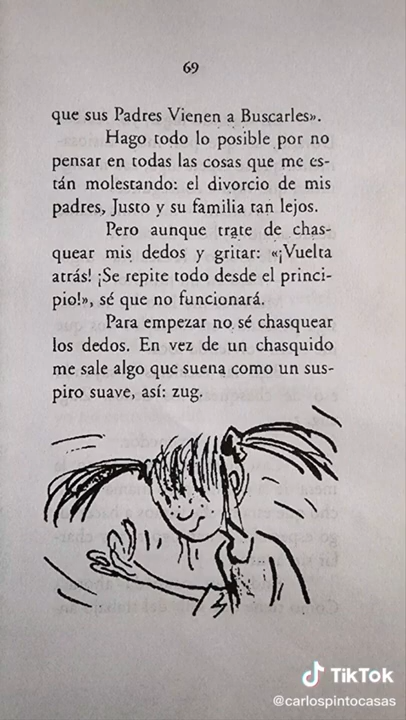 69
que sus Padres Vienen a Buscarles».
Hago todo lo posible por no
pensar en todas las cosas que me es-
tán molestando: el divorcio de mis
padres, Justo y su familia tan lejos.
Pero aunque trate de chas-
quear mis dedos y gritar: «¡Vuelta
atrás! ¡Se repite todo desde el princi-
pio!», sé que no funcionará.
Para empezar no sé chasquear
los dedos. En vez de un chasquido
me sale algo que suena como un sus-
piro suave, así: zug.
TikTok
@carlospintocasas